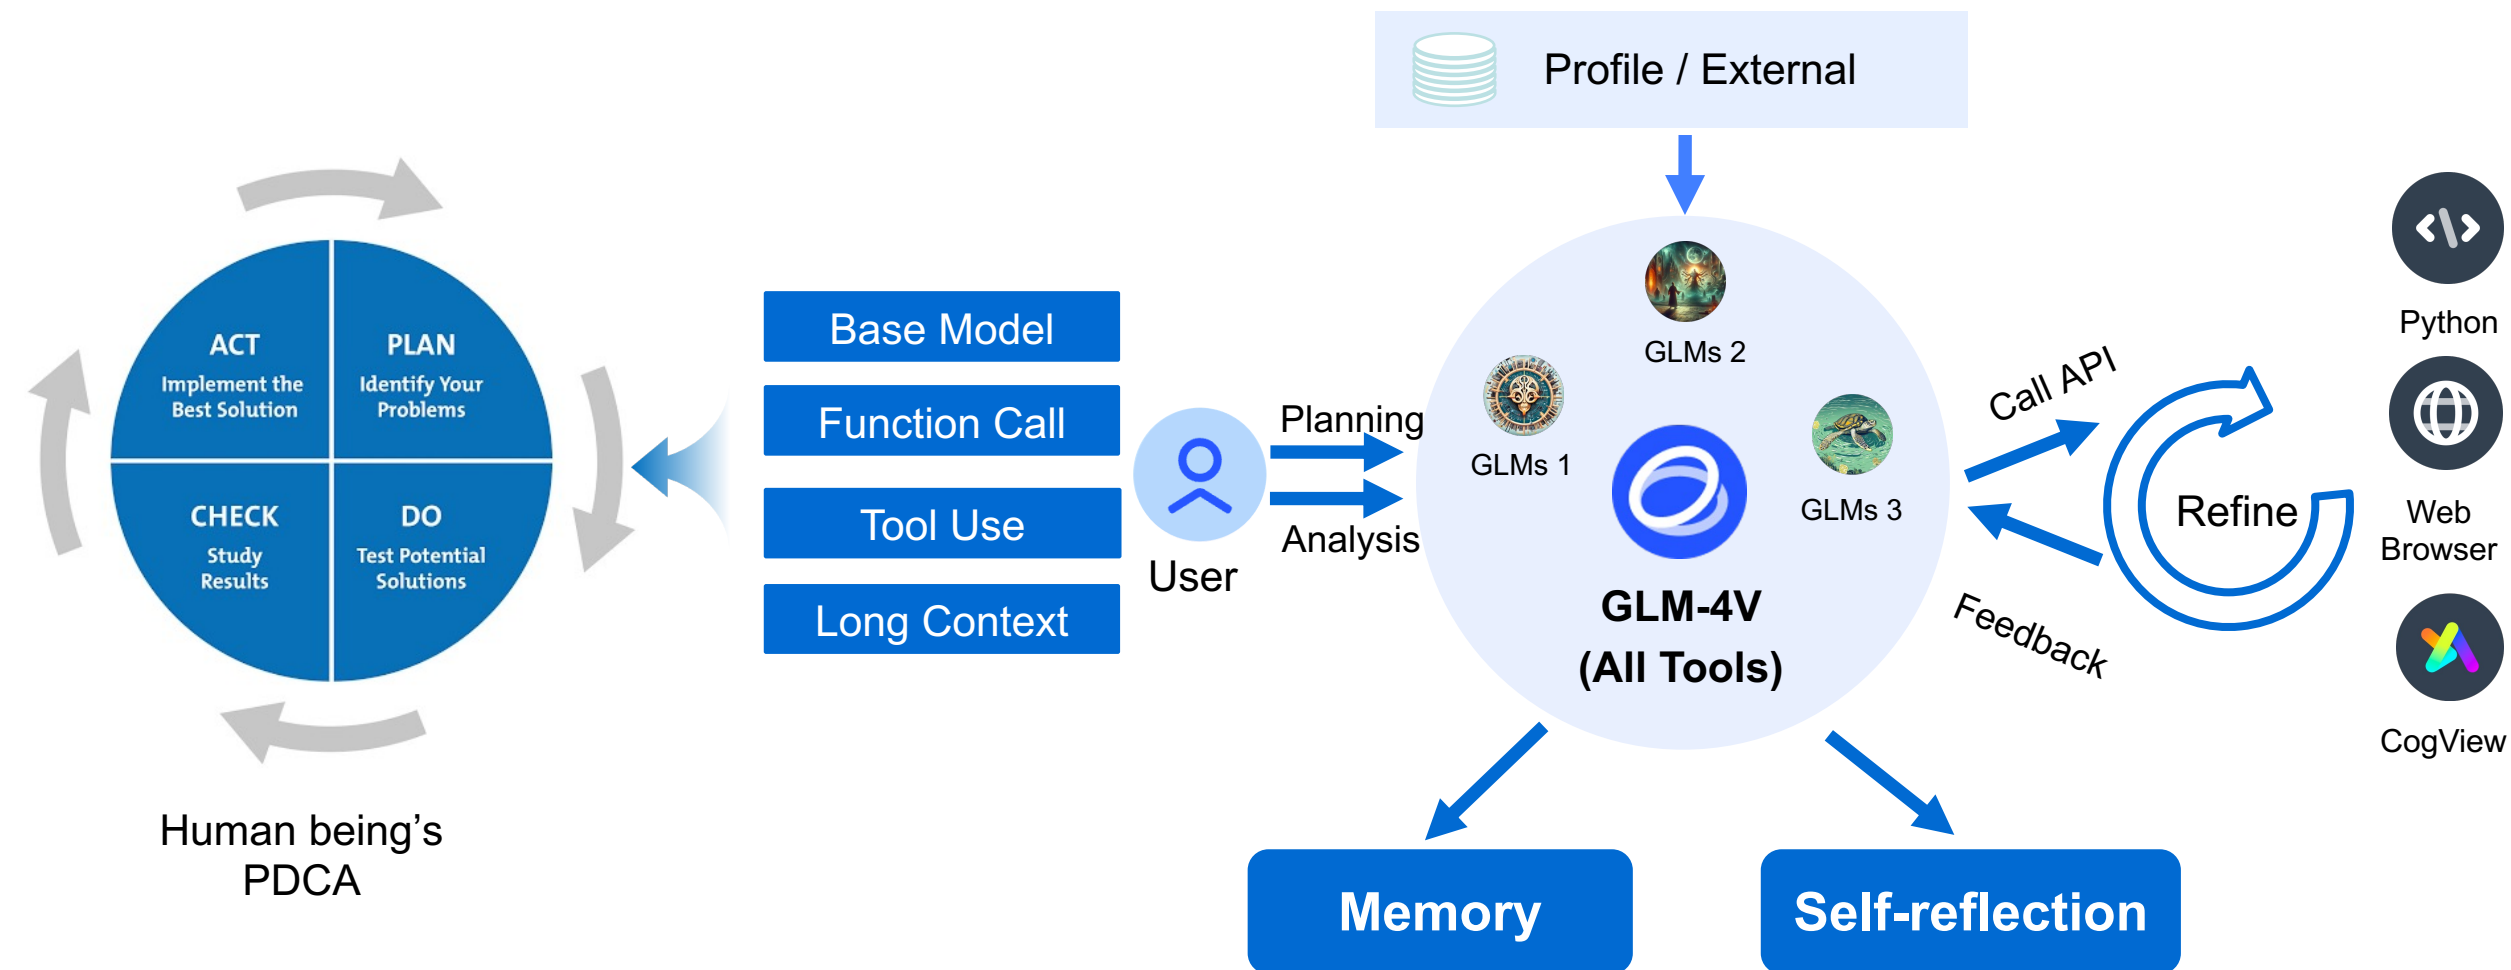 Profile / External
ACT
Implement the
Best Solution
PLAN
Identify Your
Problems
CHECK
Study
Results
DO
Test Potential
Solutions
Human being’s
PDCA
Base Model
Function Call
Tool Use
Long Context
User
Planning
Analysis
GLMs 2
GLMs 1
GLMs 3
GLM-4V
(All Tools)
Call API
Feedback
Refine
Python
Web
Browser
CogView
Memory
Self-reflection